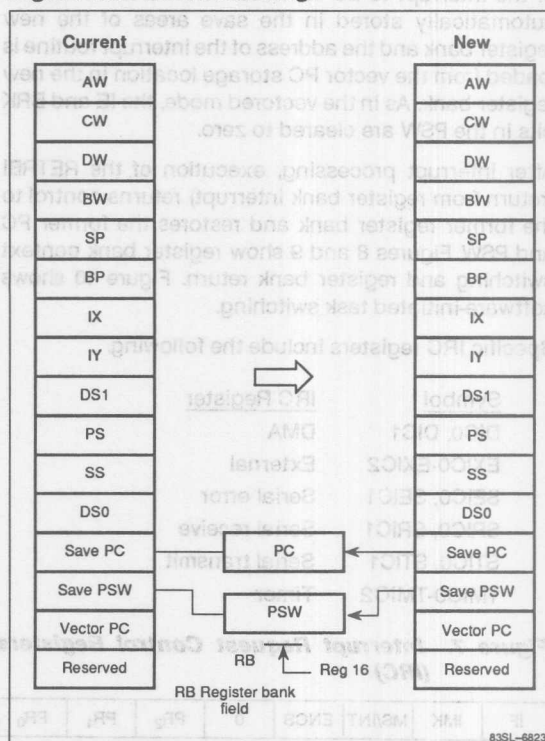 Current New
AW AW
CW CW
DW DW
BW BW
SP SP
BP BP
IX IX
IY IY
DS1 DS1
PS PS
SS SS
DS0 DS0
Save PC PC Save PC
Save PSW PSW Save PSW
Vector PC Vector PC
RB Reg 16
Reserved Reserved
RB Register bank
field
83SL-6823